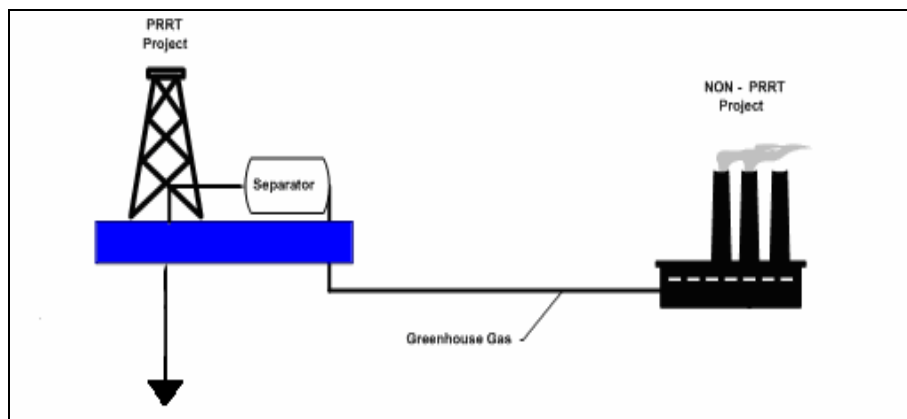 PRRT
Project
NON - PRRT
Project
Separator
Greenhouse Gas